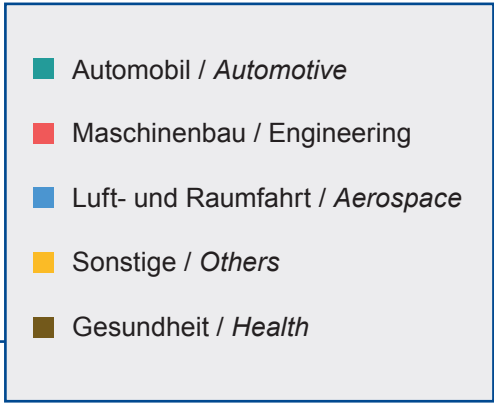 Automobil / Automotive
Maschinenbau / Engineering
Luft- und Raumfahrt / Aerospace
Sonstige / Others
Gesundheit / Health